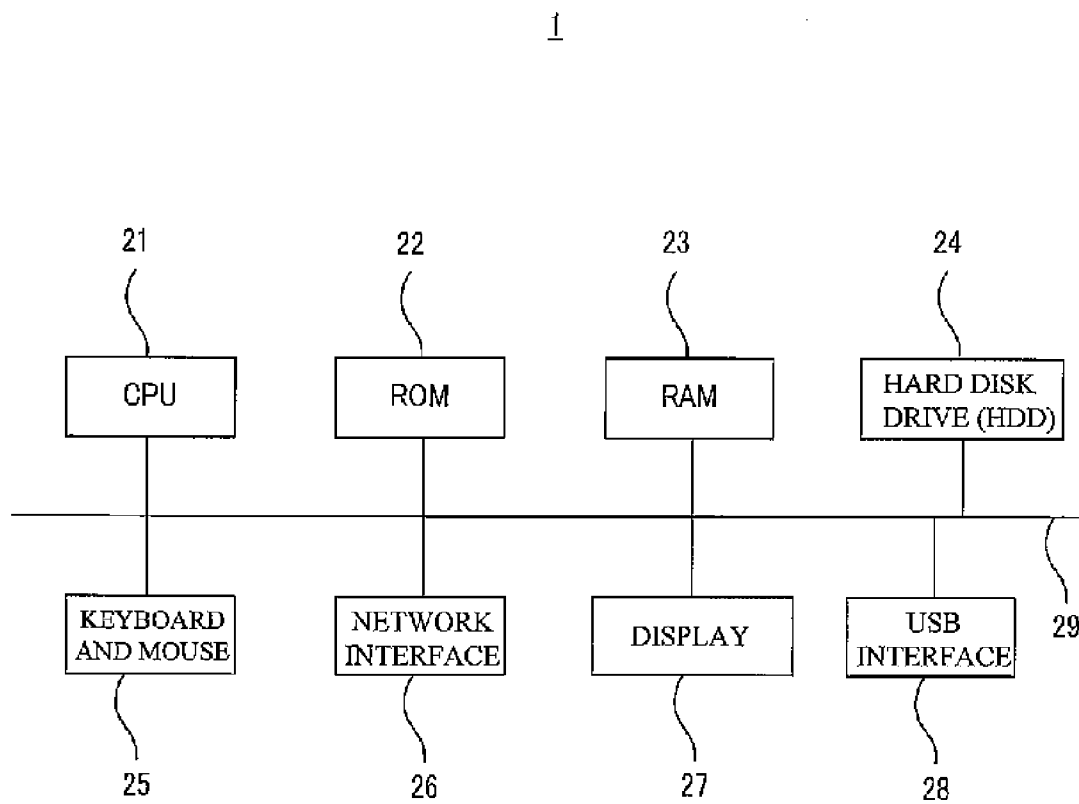 1
21
22
23
24
CPU
ROM
RAM
HARD DISK
DRIVE (HDD)
KEYBOARD
AND MOUSE
NETWORK
INTERFACE
DISPLAY
USB
INTERFACE
29
25
26
27
28